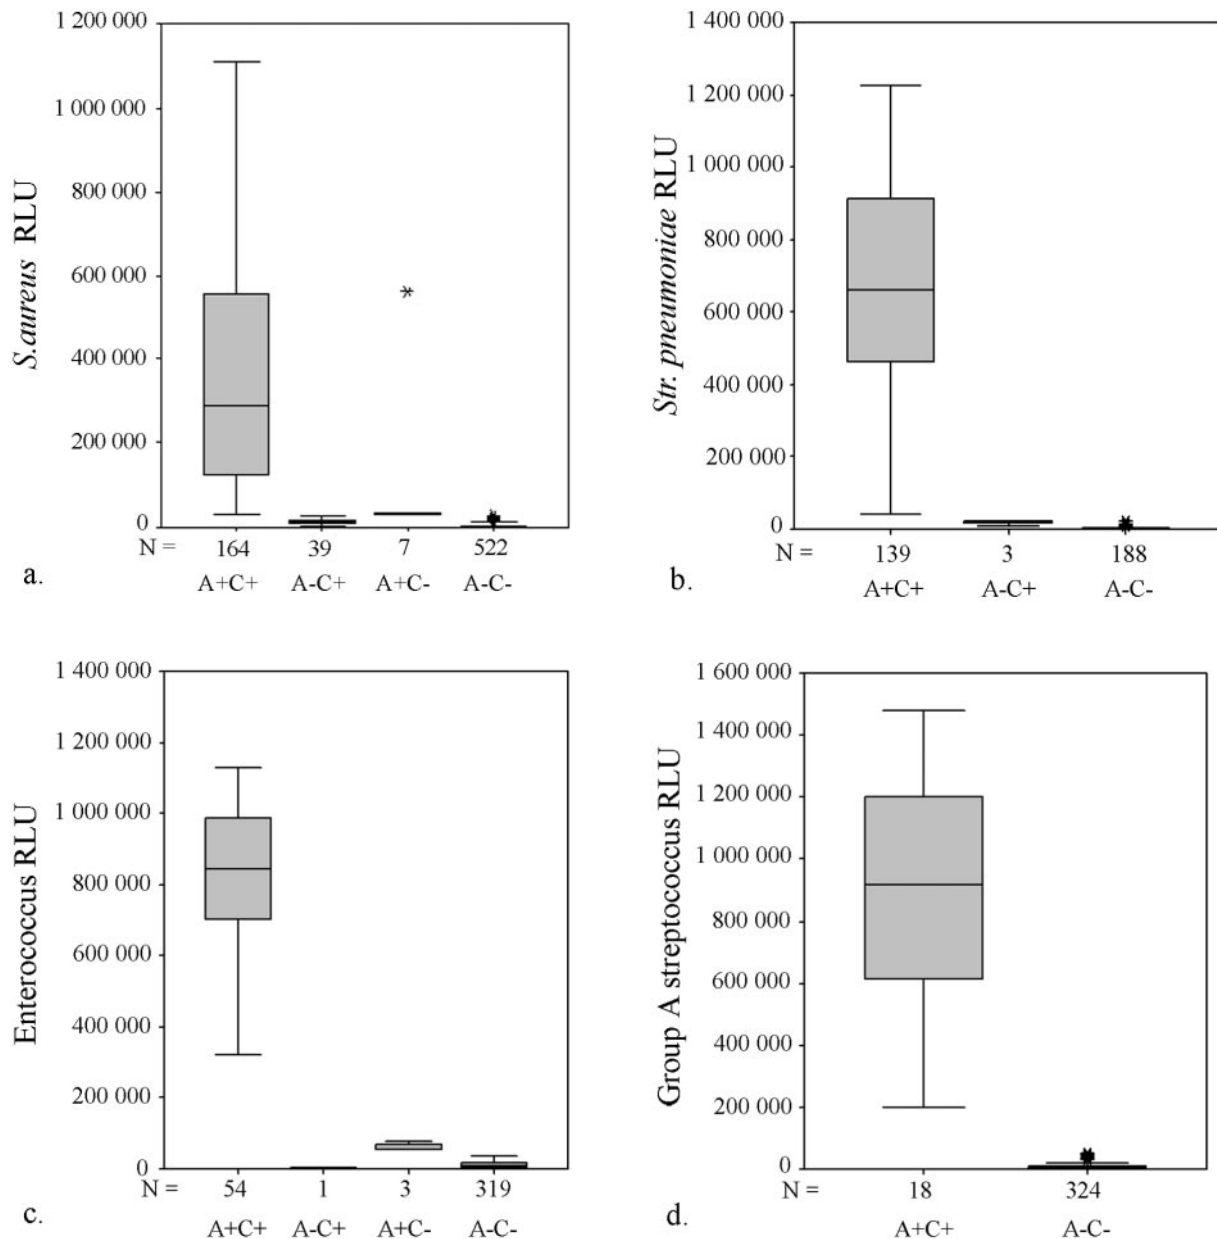 S.aureus RLU
1 200 000
1 000 000
800 000
600 000
400 000
200 000
0
N = 164 39 7 522
A+C+ A-C+ A+C- A-C-
a.
Str. pneumoniae RLU
1 400 000
1 200 000
1 000 000
800 000
600 000
400 000
200 000
0
N = 139 3 188
A+C+ A-C+ A-C-
b.
Enterococcus RLU
1 400 000
1 200 000
1 000 000
800 000
600 000
400 000
200 000
0
N = 54 1 3 319
A+C+ A-C+ A+C- A-C-
c.
Group A streptococcus RLU
1 600 000
1 400 000
1 200 000
1 000 000
800 000
600 000
400 000
200 000
0
N = 18 324
A+C+ A-C-
d.